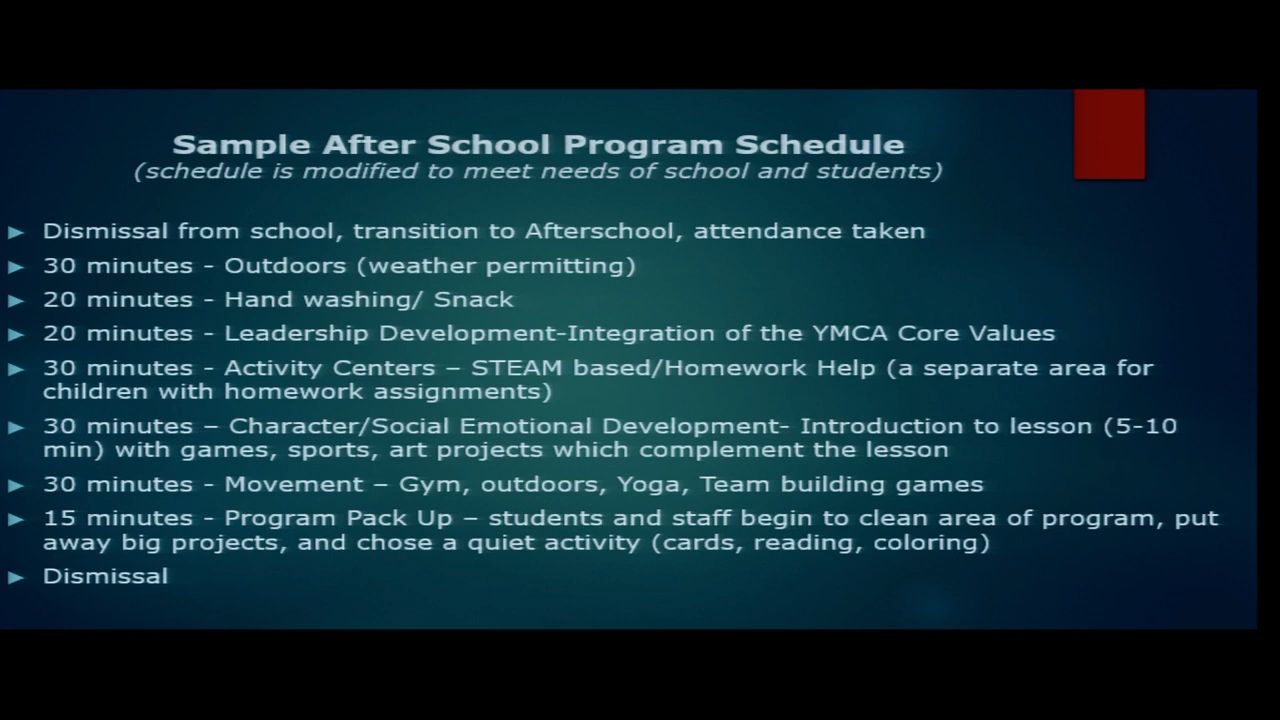 Sample After School Program Schedule
(schedule is modified to meet needs of school and students)
► Dismissal from school, transition to Afterschool, attendance taken
► 30 minutes - Outdoors (weather permitting)
► 20 minutes - Hand washing/ Snack
► 20 minutes - Leadership Development-Integration of the YMCA Core Values
► 30 minutes - Activity Centers – STEAM based/Homework Help (a separate area for
children with homework assignments)
► 30 minutes – Character/Social Emotional Development- Introduction to lesson (5-10
min) with games, sports, art projects which complement the lesson
► 30 minutes - Movement – Gym, outdoors, Yoga, Team building games
► 15 minutes - Program Pack Up – students and staff begin to clean area of program, put
away big projects, and chose a quiet activity (cards, reading, coloring)
► Dismissal